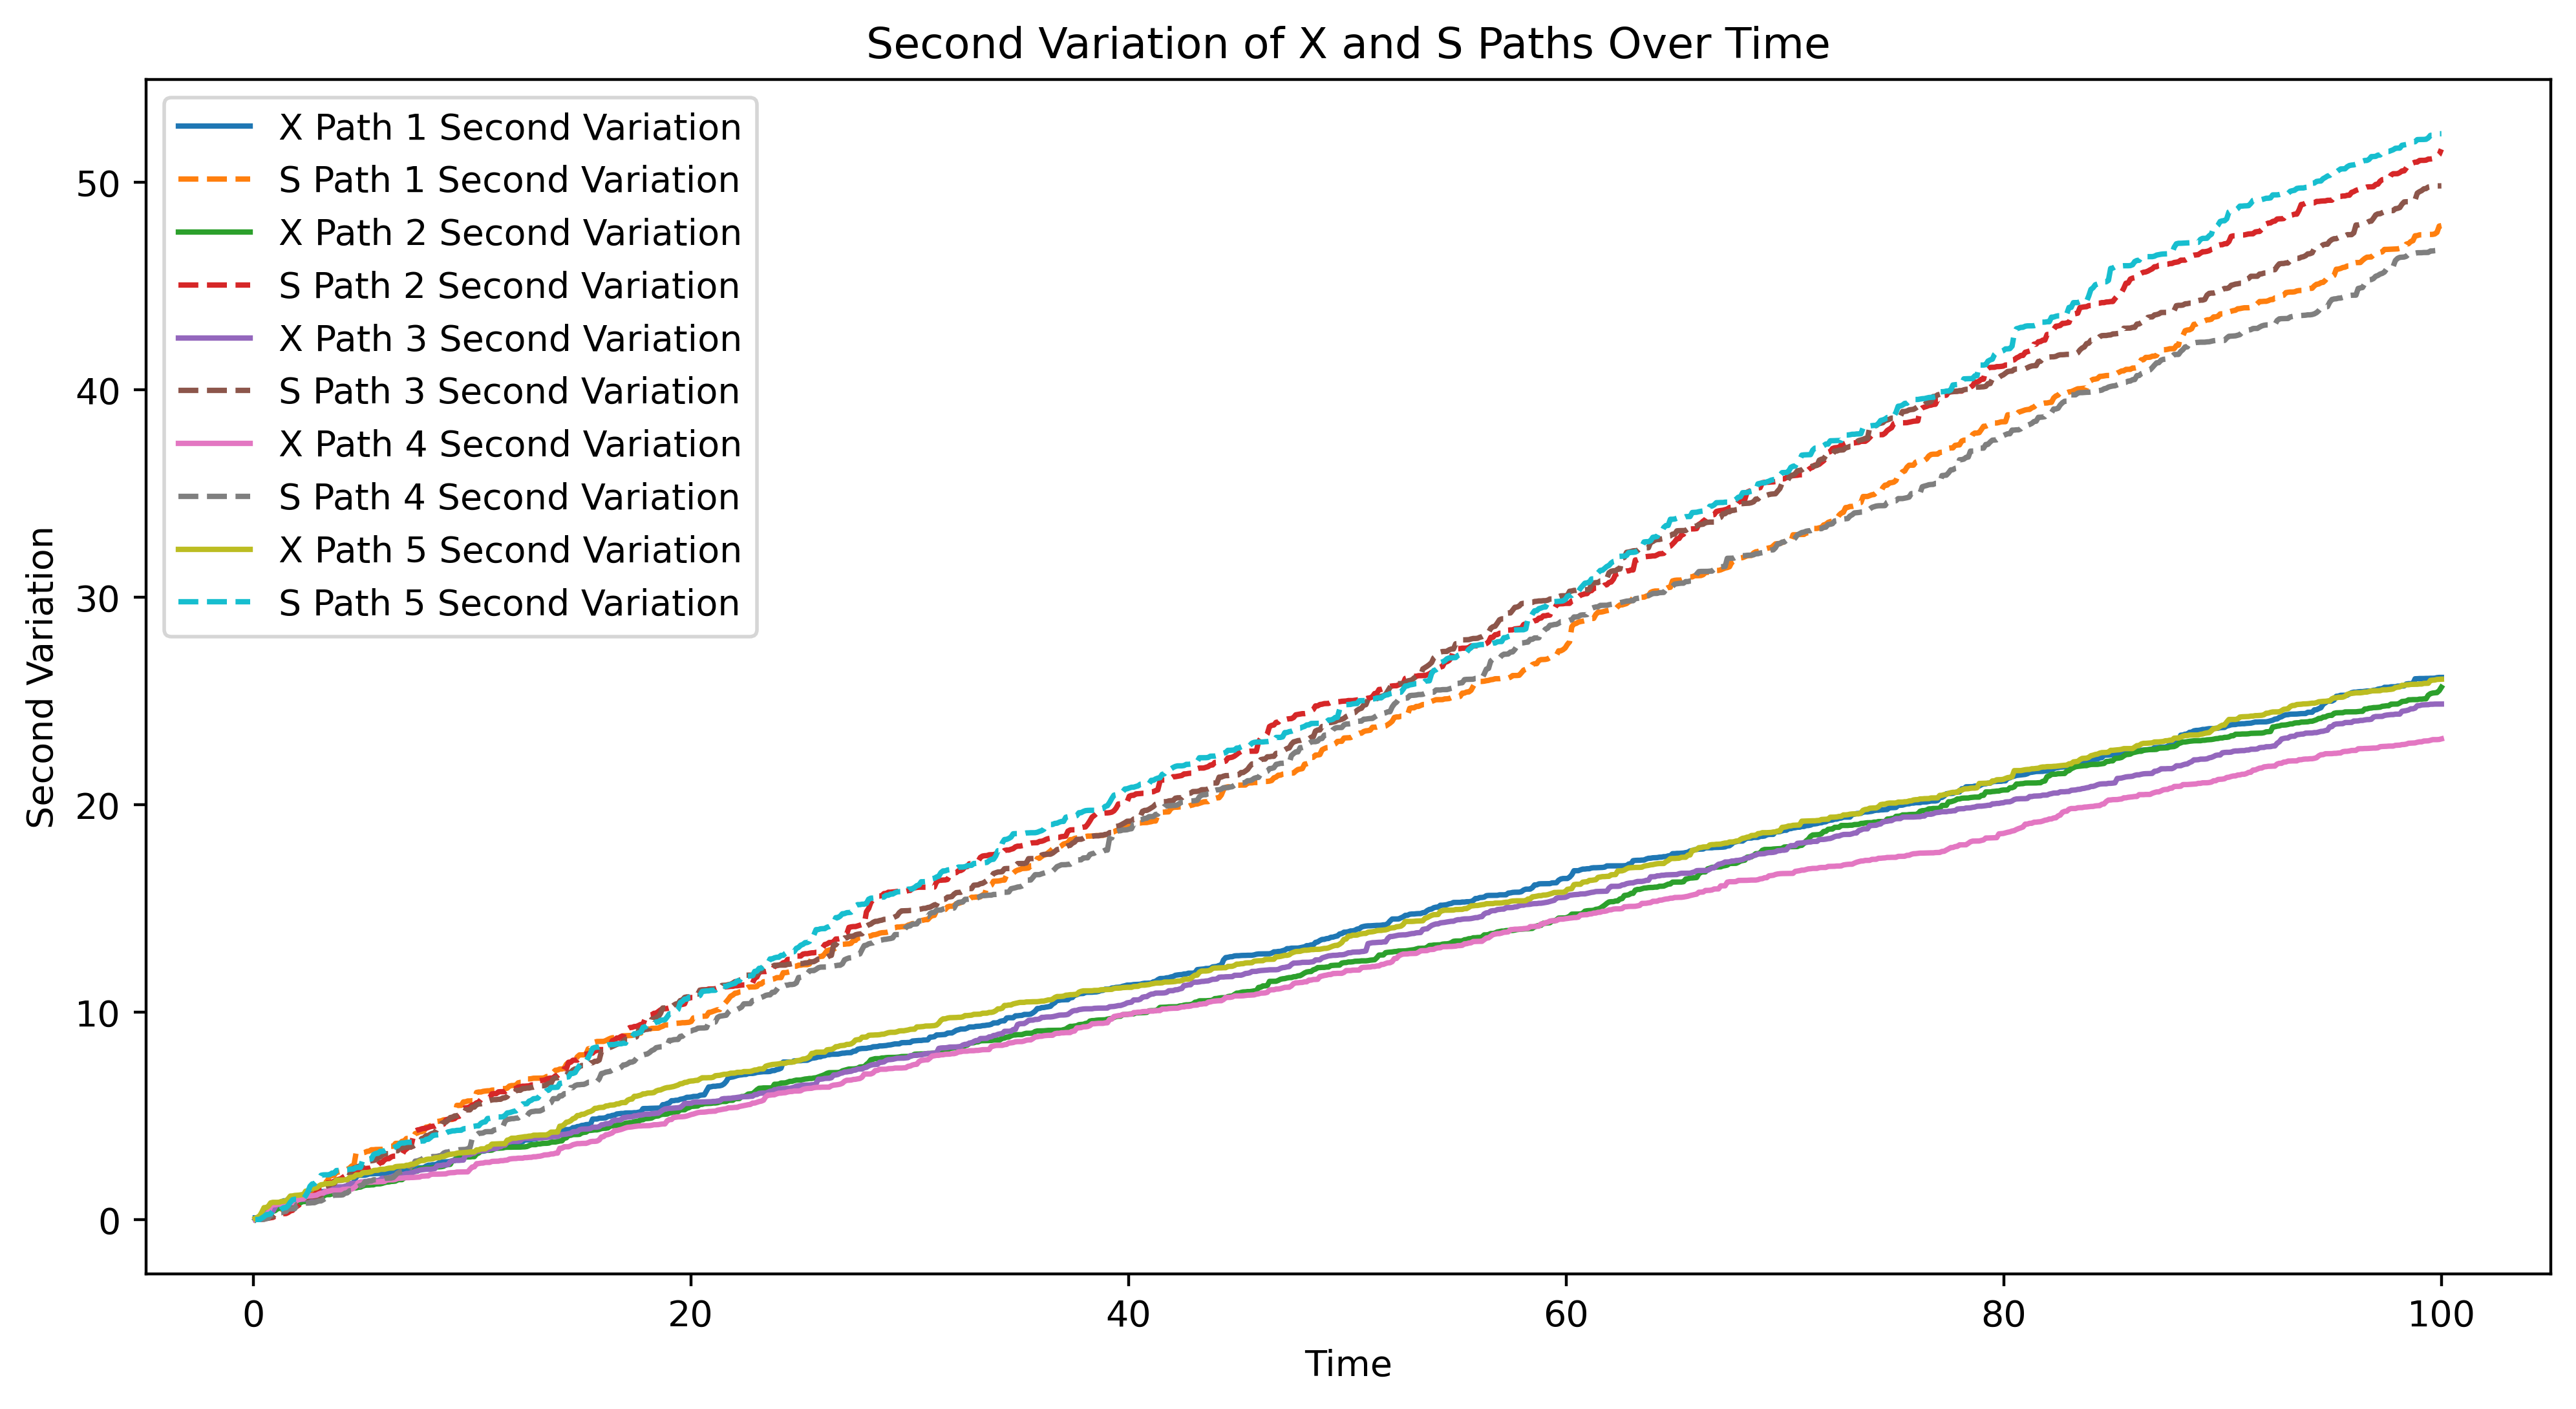 Second Variation of X and S Paths Over Time
X Path 1 Second Variation
S Path 1 Second Variation
X Path 2 Second Variation
S Path 2 Second Variation
X Path 3 Second Variation
S Path 3 Second Variation
X Path 4 Second Variation
S Path 4 Second Variation
X Path 5 Second Variation
S Path 5 Second Variation
Second Variation
50
40
30
20
10
0
0 20 40 60 80 100
Time